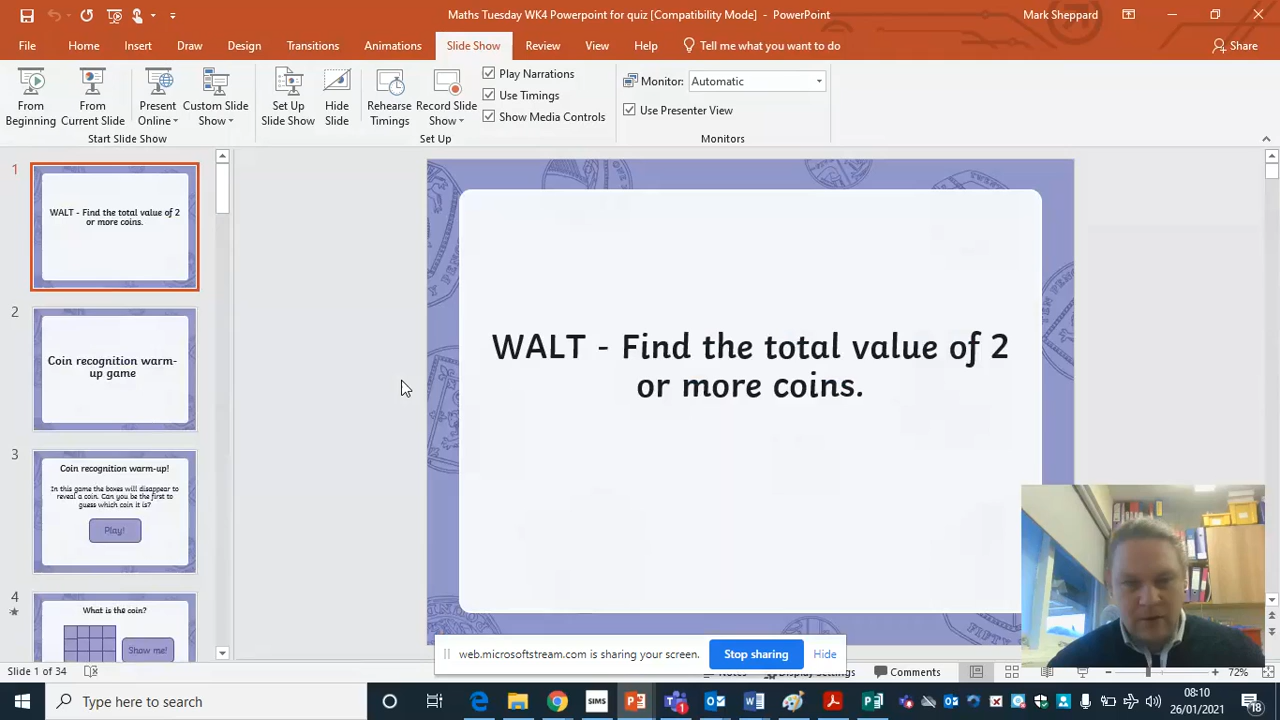 Maths Tuesday WK4 Powerpoint for quiz [Compatibility Mode] - PowerPoint
Mark Sheppard
File Home Insert Draw Design Transitions Animations Slide Show Review View Help Tell me what you want to do
Share
From Beginning
From Current Slide
Present Online
Custom Slide Show
Start Slide Show
Set Up Slide Show
Hide Slide
Rehearse Timings
Record Slide Show
Play Narrations
Use Timings
Show Media Controls
Set Up
Monitor: Automatic
Use Presenter View
Monitors
1
WALT - Find the total value of 2
or more coins.
2
Coin recognition warm-
up game
3
Coin recognition warm-up!
In this game the boxes will disappear to
reveal a coin. Can you be the first to
guess which coin it is?
Play!
4
What is the coin?
Show me!
WALT - Find the total value of 2
or more coins.
web.microsoftstream.com is sharing your screen.
Stop sharing
Hide
Slide 1 of 34
Notes
Display Settings
Comments
72%
Type here to search
SIMS
1
08:10
26/01/2021
18